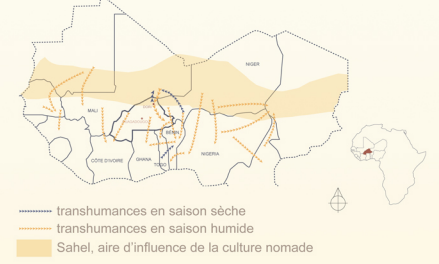 NIGER
MALI
BENIN
CÔTE D'IVOIRE
GHANA
TOGO
NIGERIA
transhumances en saison sèche
transhumances en saison humide
Sahel, aire d'influence de la culture nomade